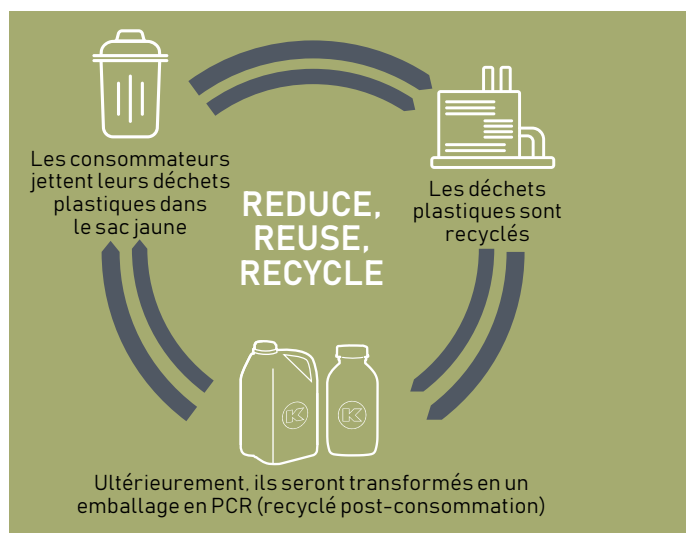 Les consommateurs
jettent leurs déchets
plastiques dans
le sac jaune
REDUCE,
REUSE,
RECYCLE
Les déchets
plastiques sont
recyclés
K
K
Ultérieurement, ils seront transformés en un
emballage en PCR (recyclé post-consommation)